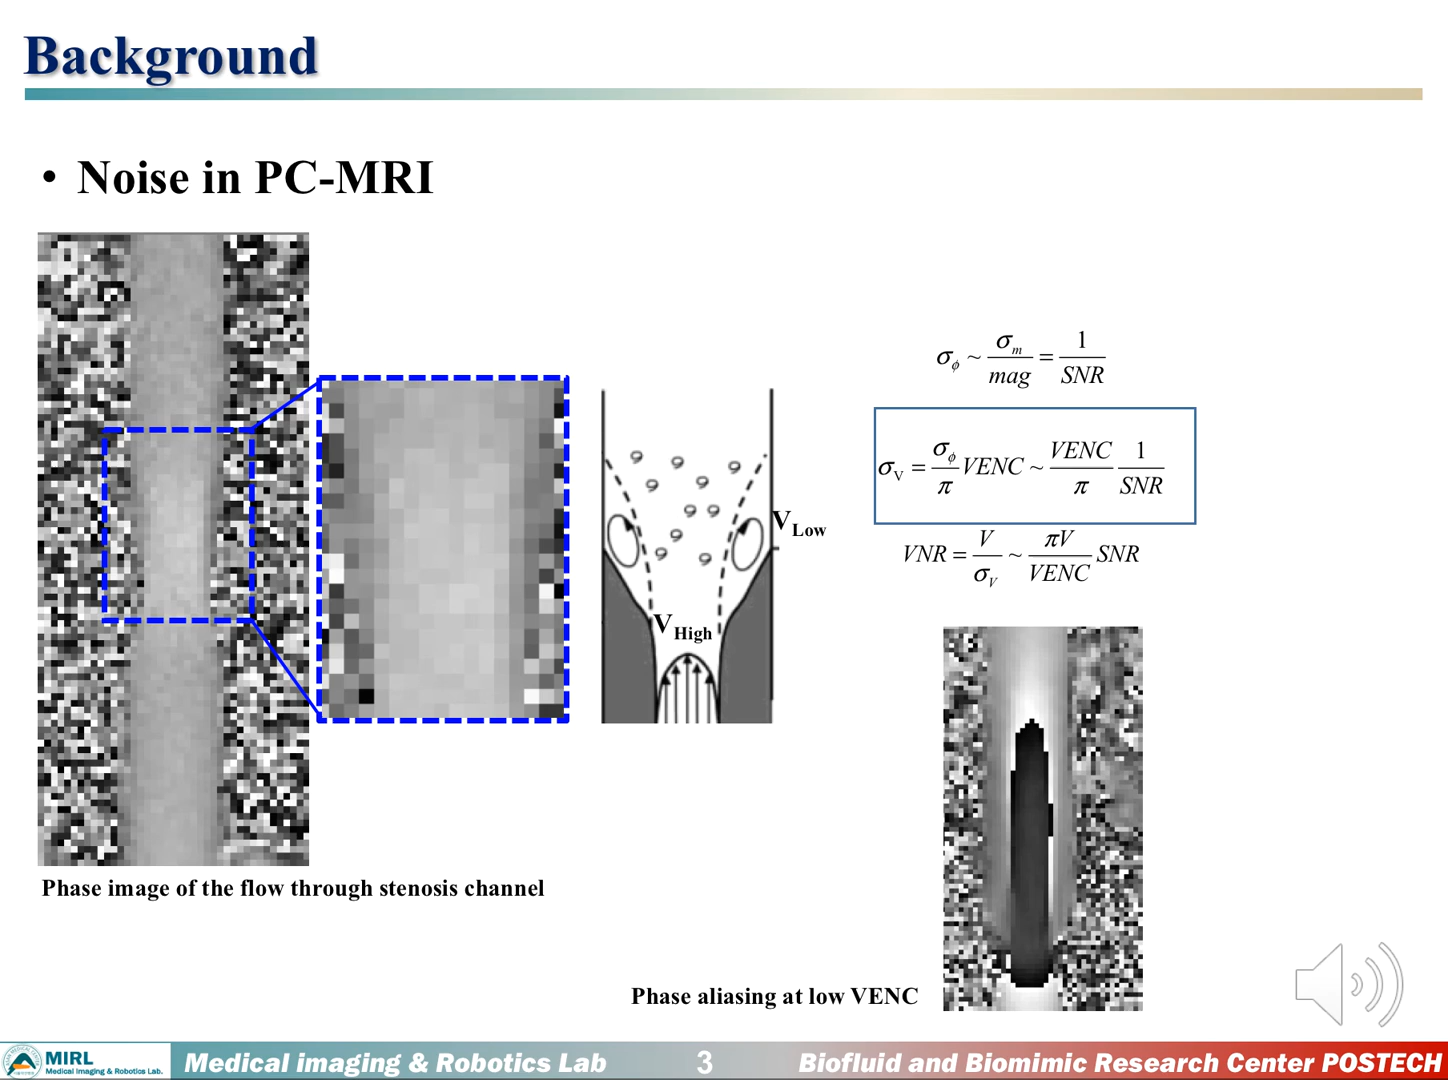 Background
• Noise in PC-MRI
σ_ϕ ~ σ_m / mag = 1 / SNR
σ_V = σ_ϕ / π VENC ~ VENC / π 1 / SNR
VNR = V / σ_V ~ πV / VENC SNR
V Low
V High
Phase image of the flow through stenosis channel
Phase aliasing at low VENC
MIRL
Medical Imaging & Robotics Lab.
Medical imaging & Robotics Lab
3
Biofluid and Biomimic Research Center POSTECH